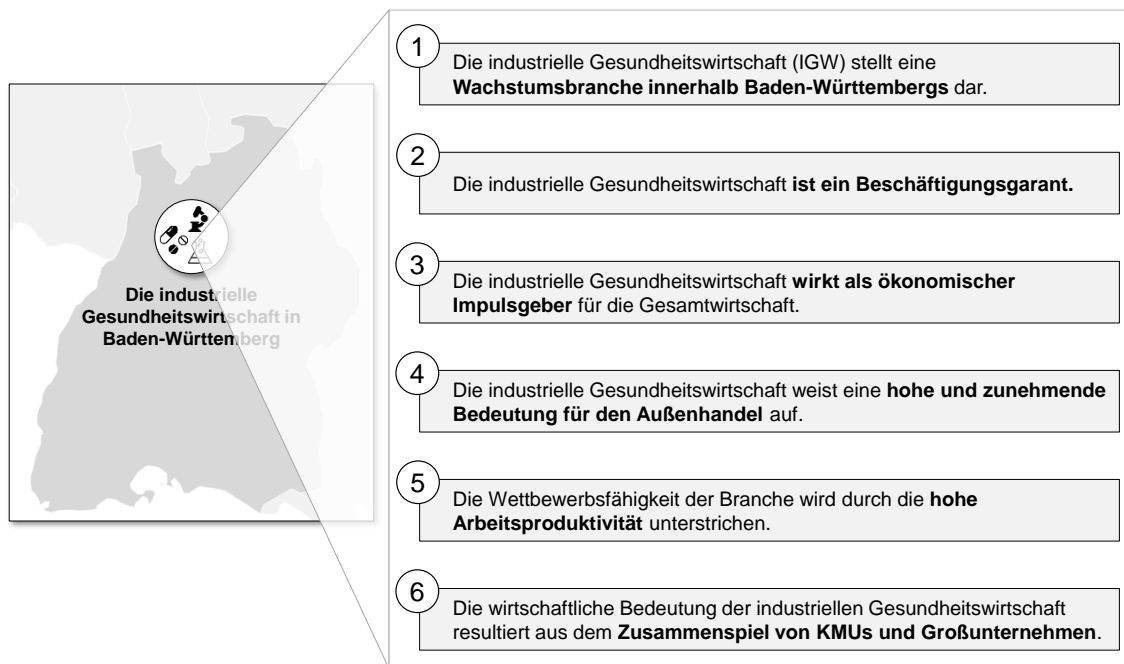 Die industrielle
Gesundheitswirtschaft in
Baden-Württemberg
1
Die industrielle Gesundheitswirtschaft (IGW) stellt eine
Wachstumsbranche innerhalb Baden-Württembergs dar.
2
Die industrielle Gesundheitswirtschaft ist ein Beschäftigungsgarant.
3
Die industrielle Gesundheitswirtschaft wirkt als ökonomischer
Impulsgeber für die Gesamtwirtschaft.
4
Die industrielle Gesundheitswirtschaft weist eine hohe und zunehmende
Bedeutung für den Außenhandel auf.
5
Die Wettbewerbsfähigkeit der Branche wird durch die hohe
Arbeitsproduktivität unterstrichen.
6
Die wirtschaftliche Bedeutung der industriellen Gesundheitswirtschaft
resultiert aus dem Zusammenspiel von KMUs und Großunternehmen.